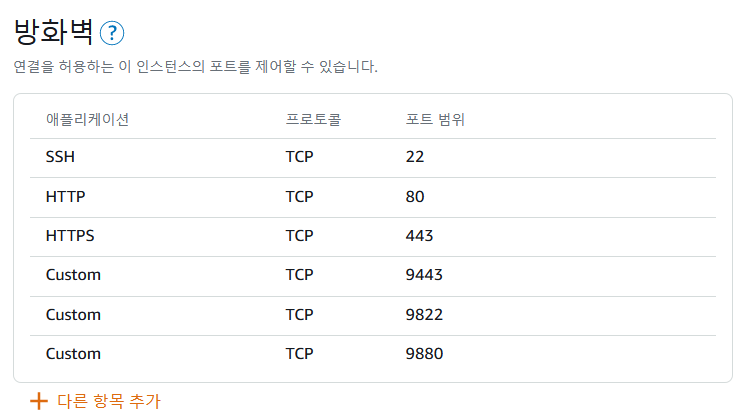 방화벽 ?
연결을 허용하는 이 인스턴스의 포트를 제어할 수 있습니다.
애플리케이션 프로토콜 포트 범위
SSH TCP 22
HTTP TCP 80
HTTPS TCP 443
Custom TCP 9443
Custom TCP 9822
Custom TCP 9880
+ 다른 항목 추가